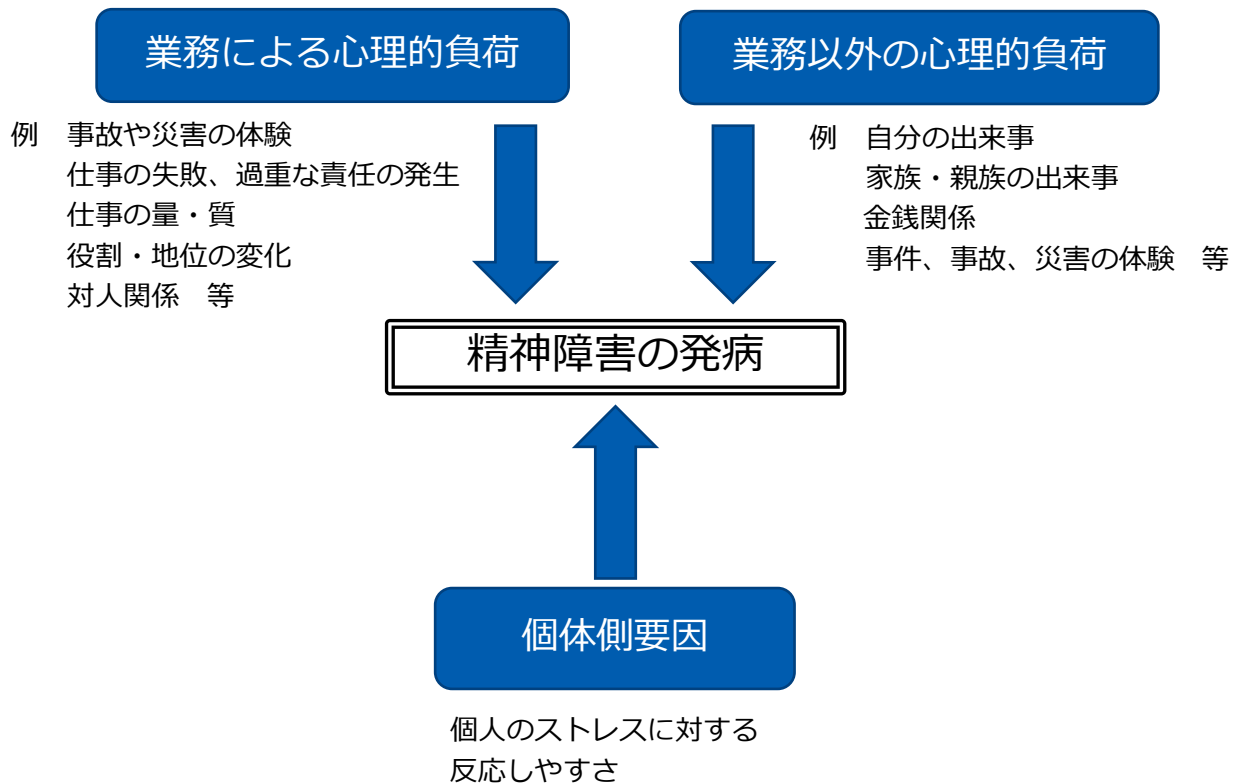 業務による心理的負荷
例　事故や災害の体験
仕事の失敗、過重な責任の発生
仕事の量・質
役割・地位の変化
対人関係　等
業務以外の心理的負荷
例　自分の出来事
家族・親族の出来事
金銭関係
事件、事故、災害の体験　等
精神障害の発病
個体側要因
個人のストレスに対する
反応しやすさ